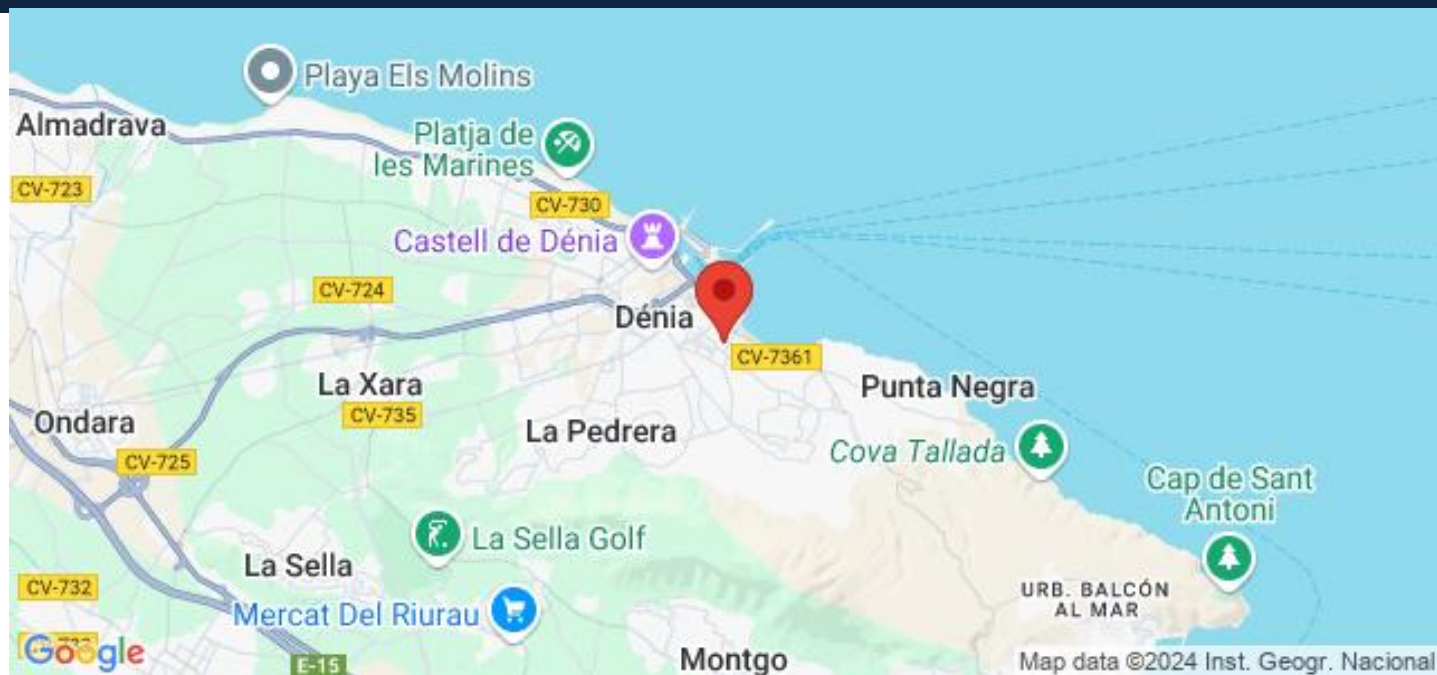 Playa Els Molins
Almadrava
Platja de
les Marines
CV-723
CV-730
Castell de Dénia
CV-724
Dénia
CV-7361
La Xara
Punta Negra
CV-735
Ondara
La Pedrera
Cova Tallada
CV-725
Cap de Sant
Antoni
La Sella Golf
La Sella
CV-732
URB. BALCÓN
AL MAR
Mercat Del Riurau
Google
E-15
Montgo
Map data ©2024 Inst. Geogr. Nacional